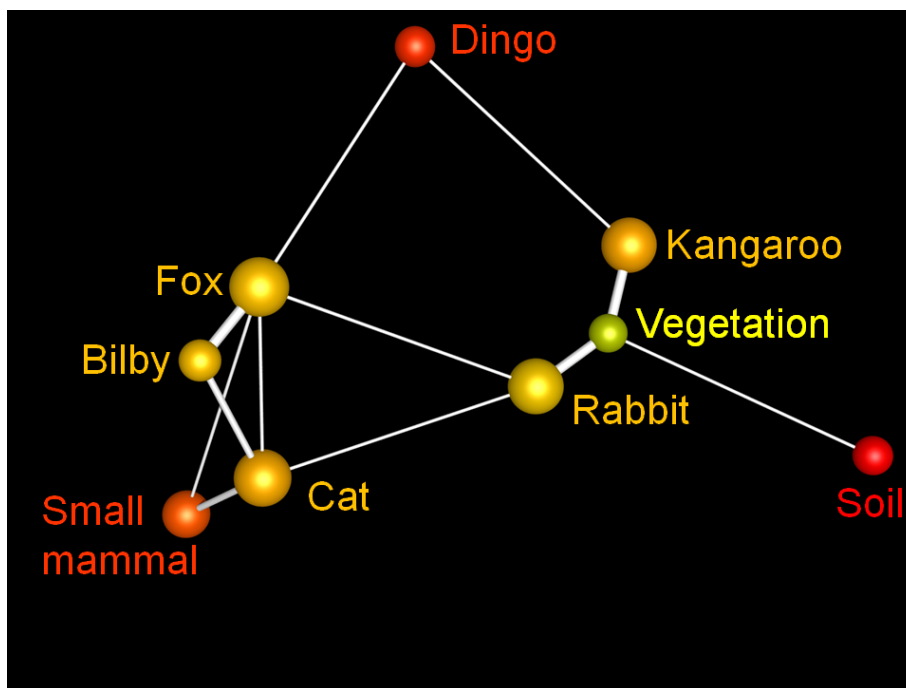 Dingo
Kangaroo
Fox
Vegetation
Bilby
Rabbit
Cat
Small
mammal
Soil